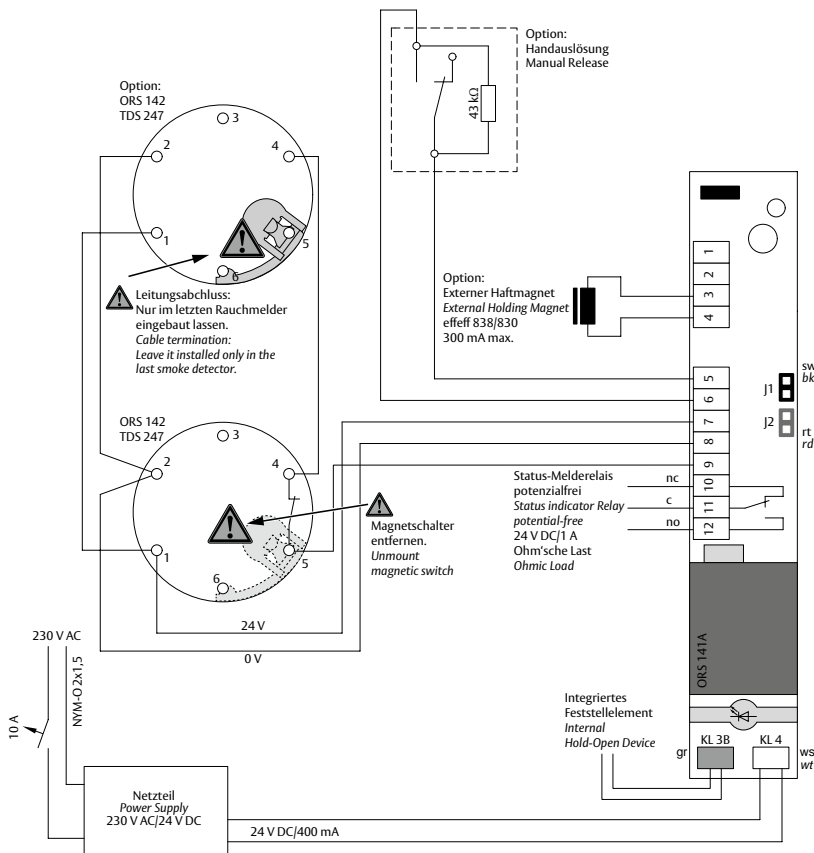 Option:
Handauslösung
Manual Release
43 kΩ
Option:
ORS 142
TDS 247
3
2
4
1
5
6
Leitungsabschluss:
Nur im letzten Rauchmelder
eingebaut lassen.
Cable termination:
Leave it installed only in the
last smoke detector.
Option:
Externer Haftmagnet
External Holding Magnet
effeff 838/830
300 mA max.
1
2
3
4
5
6
7
8
9
10
11
12
J1
J2
sw
bk
rt
rd
ORS 142
TDS 247
3
2
4
1
5
6
Magnetschalter
entfernen.
Unmount
magnetic switch
Status-Melderelais
potenzialfrei
Status indicator Relay
potential-free
24 V DC/1 A
Ohm‘sche Last
Ohmic Load
nc
c
no
24 V
0 V
230 V AC
NYM-O 2x1,5
10 A
ORS 141A
Integriertes
Feststellelement
Internal
Hold-Open Device
gr
KL 3B
KL 4
ws
wt
Netzteil
Power Supply
230 V AC/24 V DC
24 V DC/400 mA